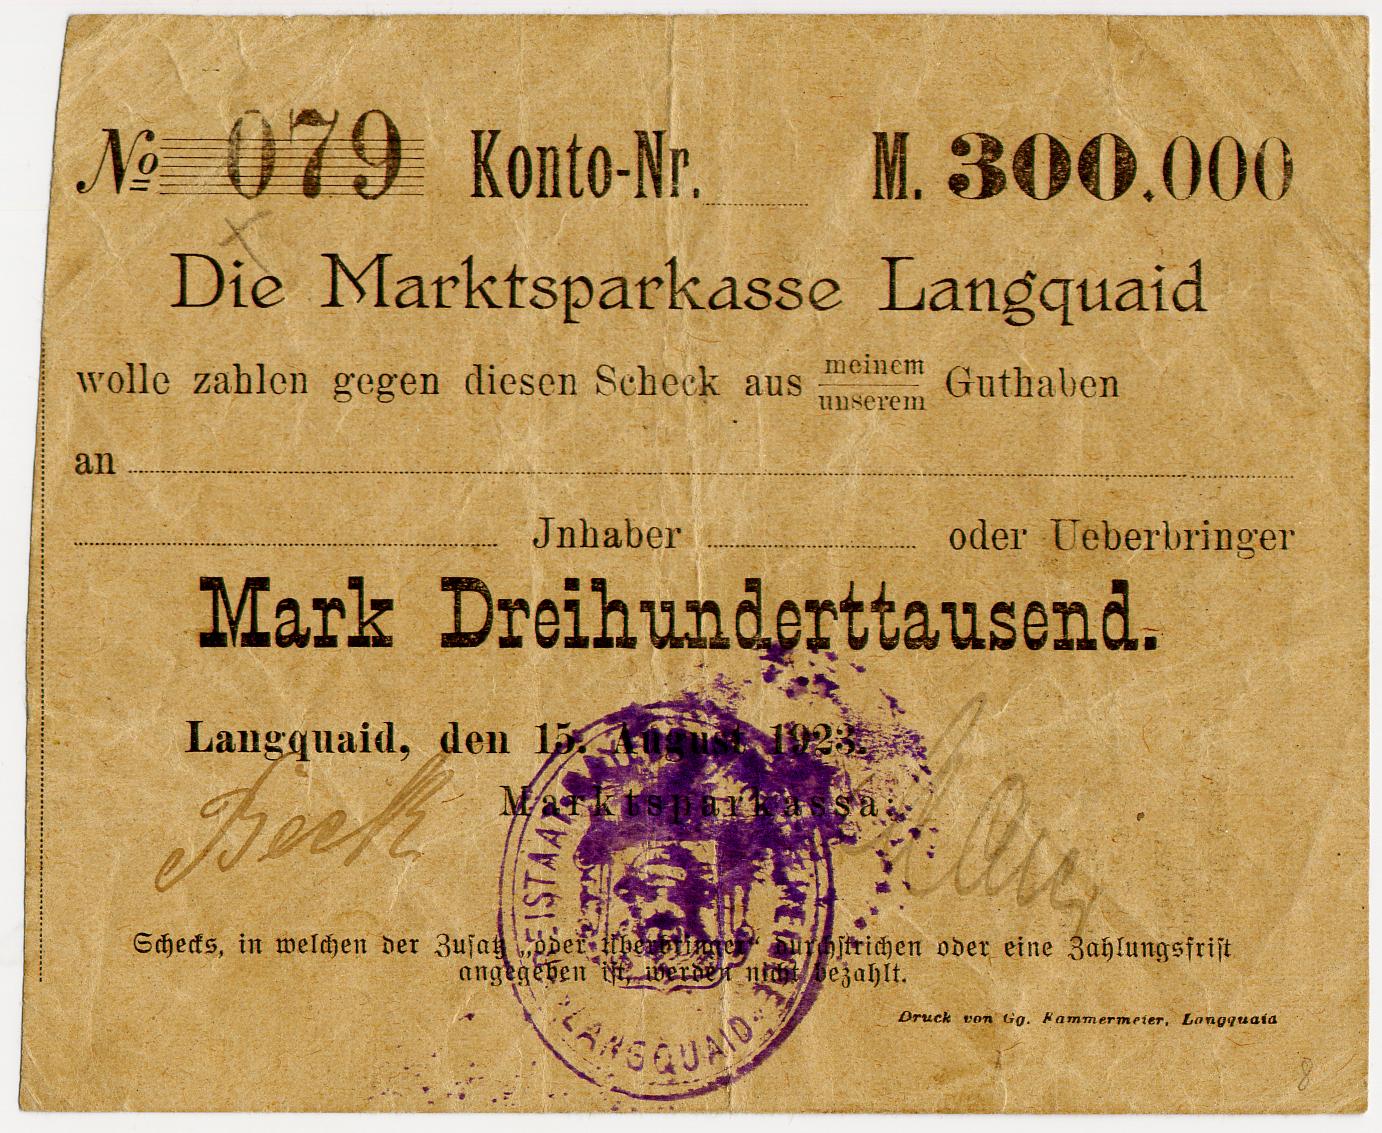 No 079 Konto-Nr. M. 300.000
Die Marktsparkasse Langquaid
wolle zahlen gegen diesen Scheck aus meinem Guthaben
unserem
an
Jnhaber oder Ueberbringer
Mark Dreihunderttausend.
Langquaid, den 15. August 1923.
Marktsparkassa:
Beck
Schecks, in welchen der Zusatz „oder Überbringer“ durchstrichen oder eine Zahlungsfrist
angegeben ist, werden nicht bezahlt.
LANGQUAID
Druck von Gg. Kammermeier, Langquaid
8